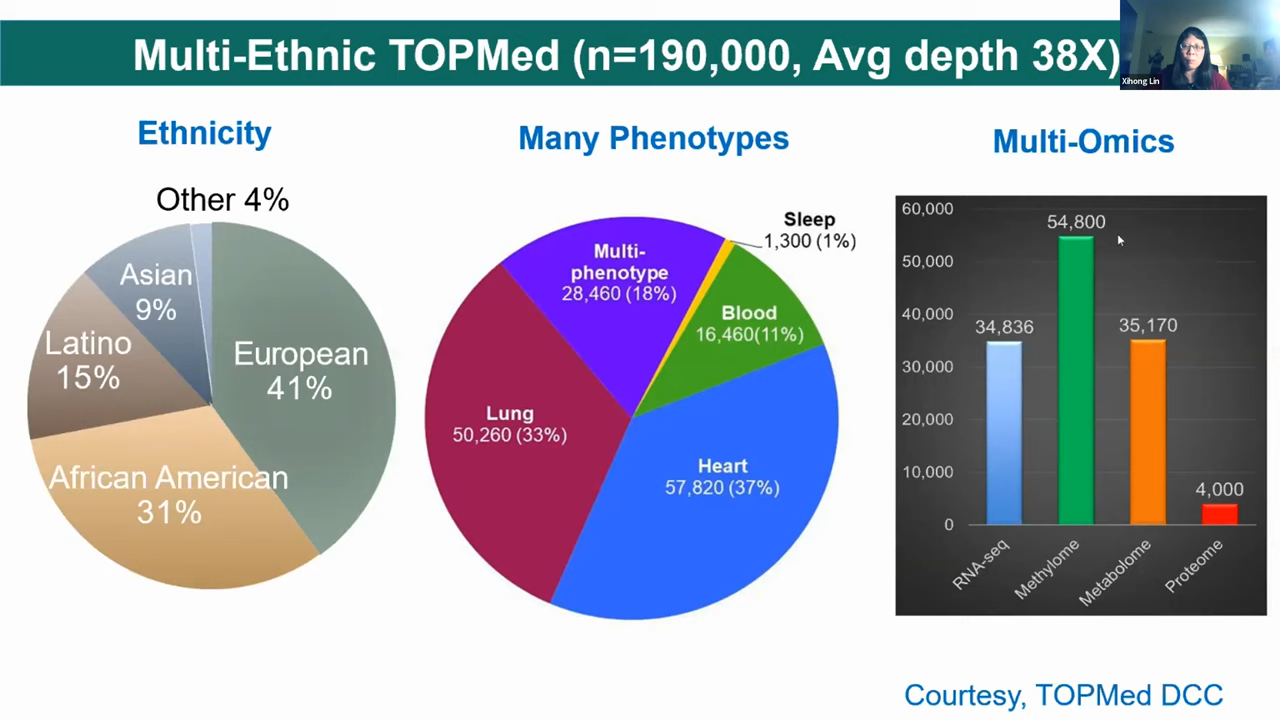 Multi-Ethnic TOPMed (n=190,000, Avg depth 38X)
Xihong Lin
Ethnicity
Other 4%
Asian
9%
Latino
15%
European
41%
African American
31%
Many Phenotypes
Sleep
1,300 (1%)
Multi-
phenotype
28,460 (18%)
Blood
16,460(11%)
Lung
50,260 (33%)
Heart
57,820 (37%)
Multi-Omics
60,000
50,000
40,000
30,000
20,000
10,000
0
34,836
54,800
35,170
4,000
RNA-seq
Methylome
Metabolome
Proteome
Courtesy, TOPMed DCC